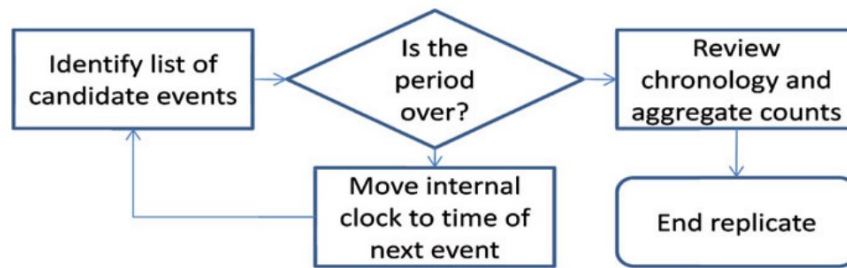 Identify list of
candidate events
Is the
period
over?
Review
chronology and
aggregate counts
Move internal
clock to time of
next event
End replicate